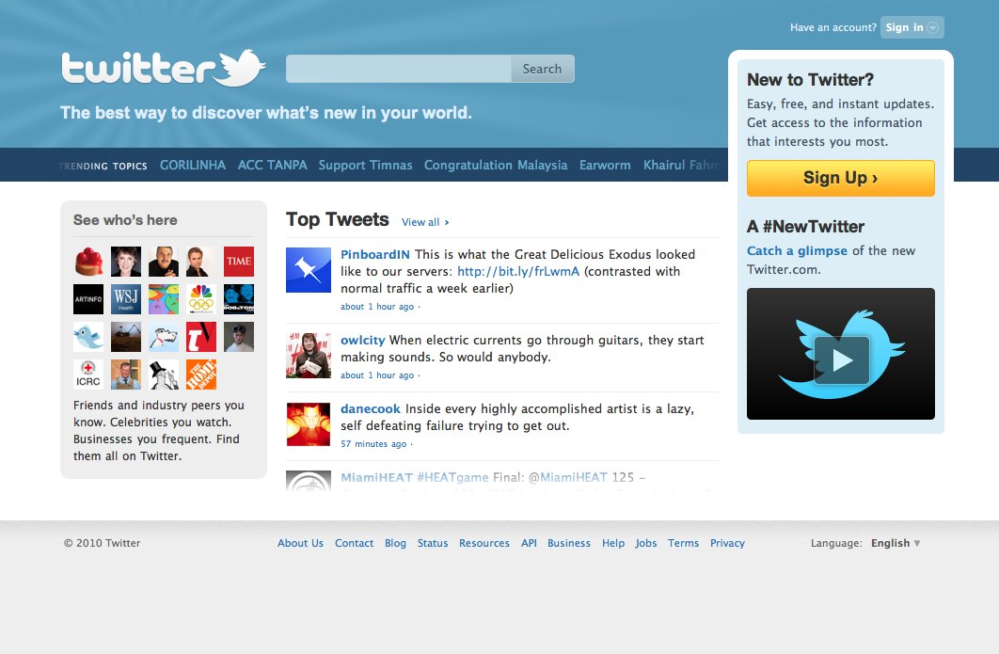 Have an account? Sign in
twitter
Search
The best way to discover what's new in your world.
TRENDING TOPICS GORILINHA ACC TANPA Support Timnas Congratulation Malaysia Earworm Khairul Fahm
New to Twitter?
Easy, free, and instant updates.
Get access to the information
that interests you most.
Sign Up ›
A #NewTwitter
Catch a glimpse of the new
Twitter.com.
See who's here
TIME
ARTINFO
WSJ
Health
ICRC
THE HOME DEPOT
Friends and industry peers you
know. Celebrities you watch.
Businesses you frequent. Find
them all on Twitter.
Top Tweets View all ›
PinboardIN This is what the Great Delicious Exodus looked
like to our servers: http://bit.ly/frLwmA (contrasted with
normal traffic a week earlier)
about 1 hour ago ·
owlcity When electric currents go through guitars, they start
making sounds. So would anybody.
about 1 hour ago ·
danecook Inside every highly accomplished artist is a lazy,
self defeating failure trying to get out.
57 minutes ago ·
MiamiHEAT #HEATgame Final: @MiamiHEAT 125 –
© 2010 Twitter
About Us Contact Blog Status Resources API Business Help Jobs Terms Privacy
Language: English